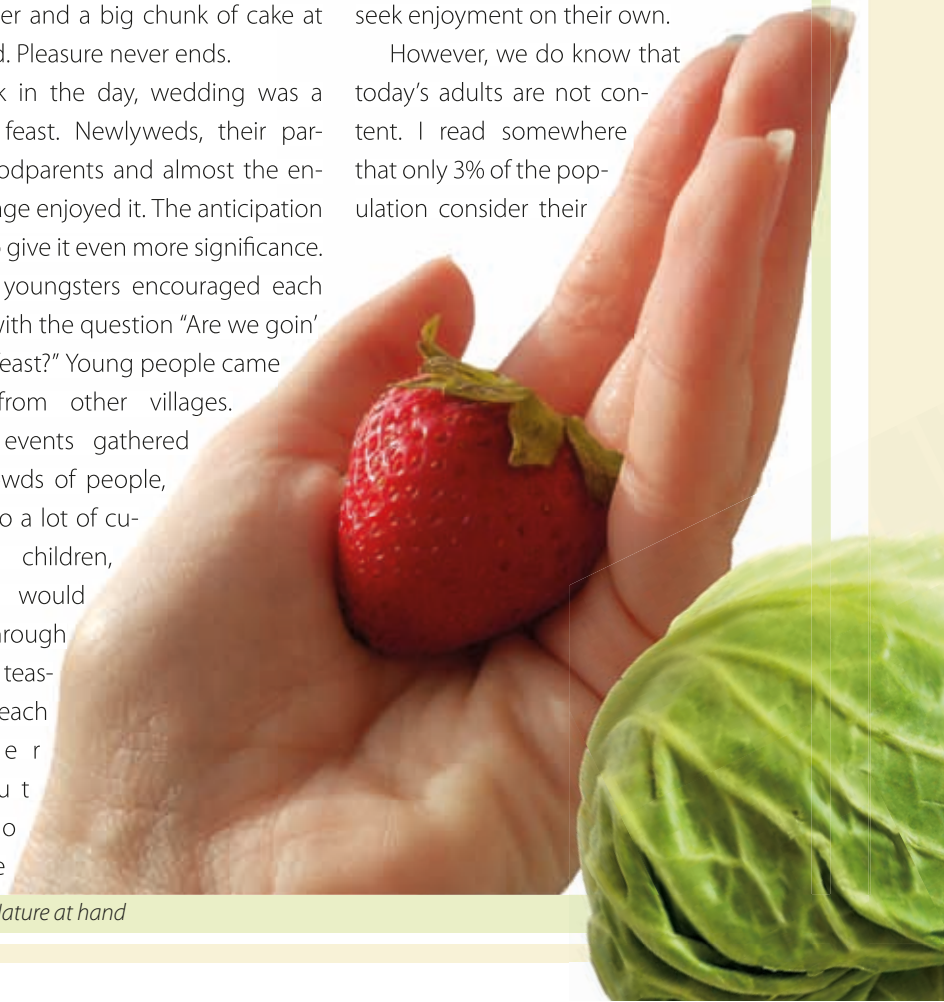 er and a big chunk of cake at
d. Pleasure never ends.
k in the day, wedding was a
feast. Newlyweds, their par-
odparents and almost the en-
age enjoyed it. The anticipation
give it even more significance.
youngsters encouraged each
with the question “Are we goin’
feast?” Young people came
from other villages.
events gathered
wds of people,
o a lot of cu-
children,
would
hrough
teas-
each
e r
u t
o
e
seek enjoyment on their own.
However, we do know that
today’s adults are not con-
tent. I read somewhere
that only 3% of the pop-
ulation consider their
Nature at hand